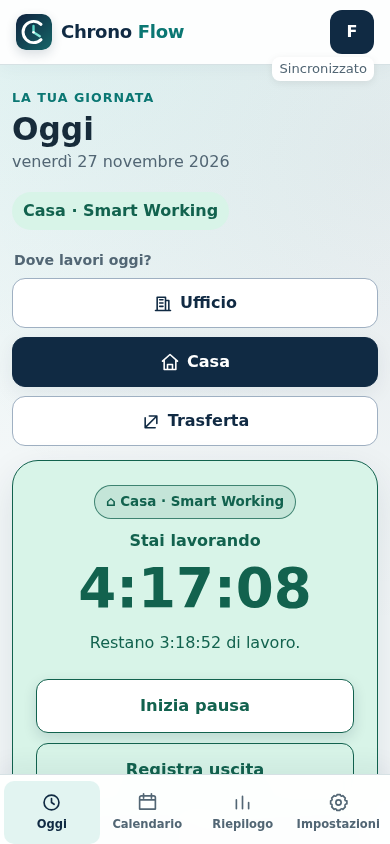 Chrono Flow
F
Sincronizzato
LA TUA GIORNATA
Oggi
venerdì 27 novembre 2026
Casa · Smart Working
Dove lavori oggi?
Ufficio
Casa
Trasferta
⌂ Casa · Smart Working
Stai lavorando
4:17:08
Restano 3:18:52 di lavoro.
Inizia pausa
Registra uscita
Oggi
Calendario
Riepilogo
Impostazioni